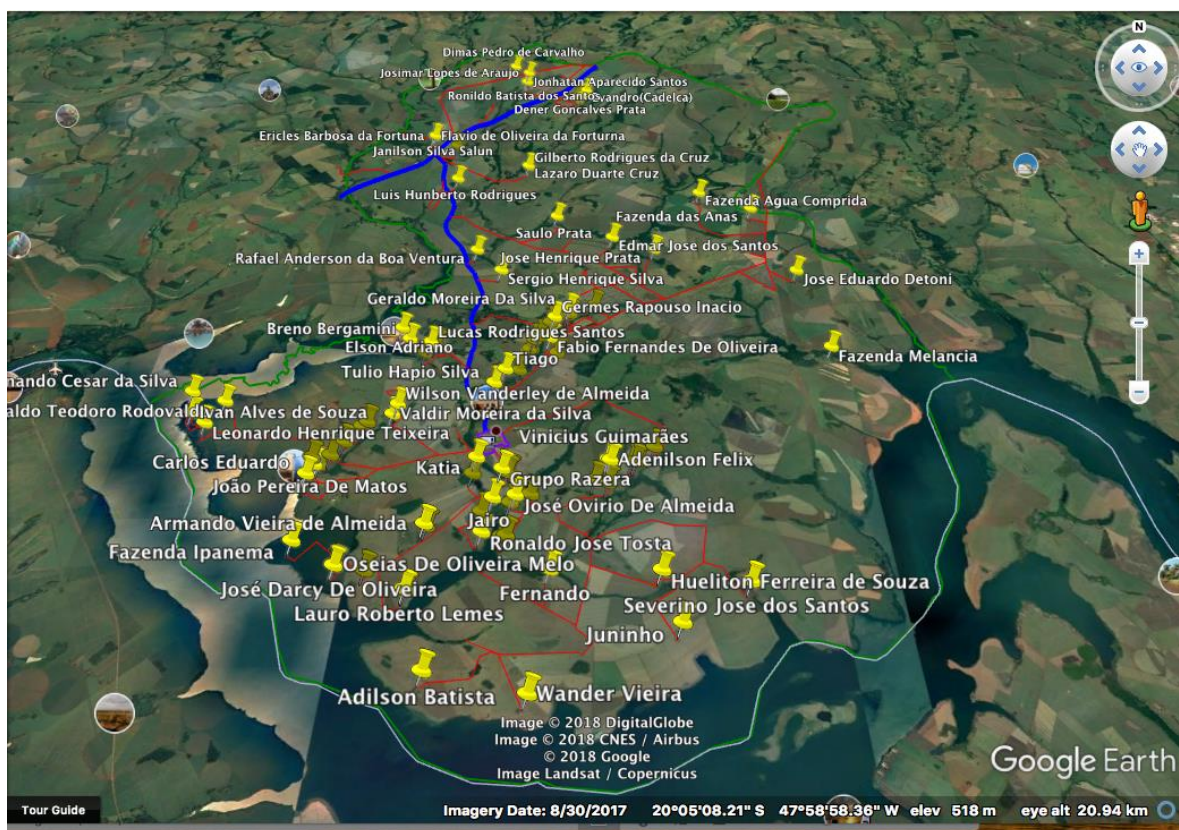 N
Dimas Pedro de Carvalho
Josimar Lopes de Araujo
Jonhatan Aparecido Santos
Ronildo Batista dos Santos
Evandro(Cadelca)
Dener Goncalves Prata
Ericles Barbosa da Fortuna
Flavio de Oliveira da Forturna
Janilson Silva Salun
Gilberto Rodrigues da Cruz
Lazaro Duarte Cruz
Luis Hunberto Rodrigues
Fazenda Agua Comprida
Fazenda das Anas
Saulo Prata
Edmar Jose dos Santos
Rafael Anderson da Boa Ventura
Jose Henrique Prata
Sergio Henrique Silva
Jose Eduardo Detoni
Geraldo Moreira Da Silva
Germes Rapouso Inacio
Breno Bergamini
Lucas Rodrigues Santos
Elson Adriano
Fabio Fernandes De Oliveira
Fazenda Melancia
Tiago
Tulio Hapio Silva
nando Cesar da Silva
Wilson Vanderley de Almeida
aldo Teodoro Rodovald
Ivan Alves de Souza
Valdir Moreira da Silva
Leonardo Henrique Teixeira
Vinicius Guimarães
Carlos Eduardo
Katia
Adenilson Felix
João Pereira De Matos
Grupo Razera
José Ovirio De Almeida
Armando Vieira de Almeida
Jairo
Ronaldo Jose Tosta
Fazenda Ipanema
Oseias De Oliveira Melo
José Darcy De Oliveira
Fernando
Hueliton Ferreira de Souza
Lauro Roberto Lemes
Severino Jose dos Santos
Juninho
Adilson Batista
Wander Vieira
Image © 2018 DigitalGlobe
Image © 2018 CNES / Airbus
© 2018 Google
Image Landsat / Copernicus
Google Earth
Tour Guide
Imagery Date: 8/30/2017 20°05'08.21" S 47°58'58.36" W elev 518 m eye alt 20.94 km